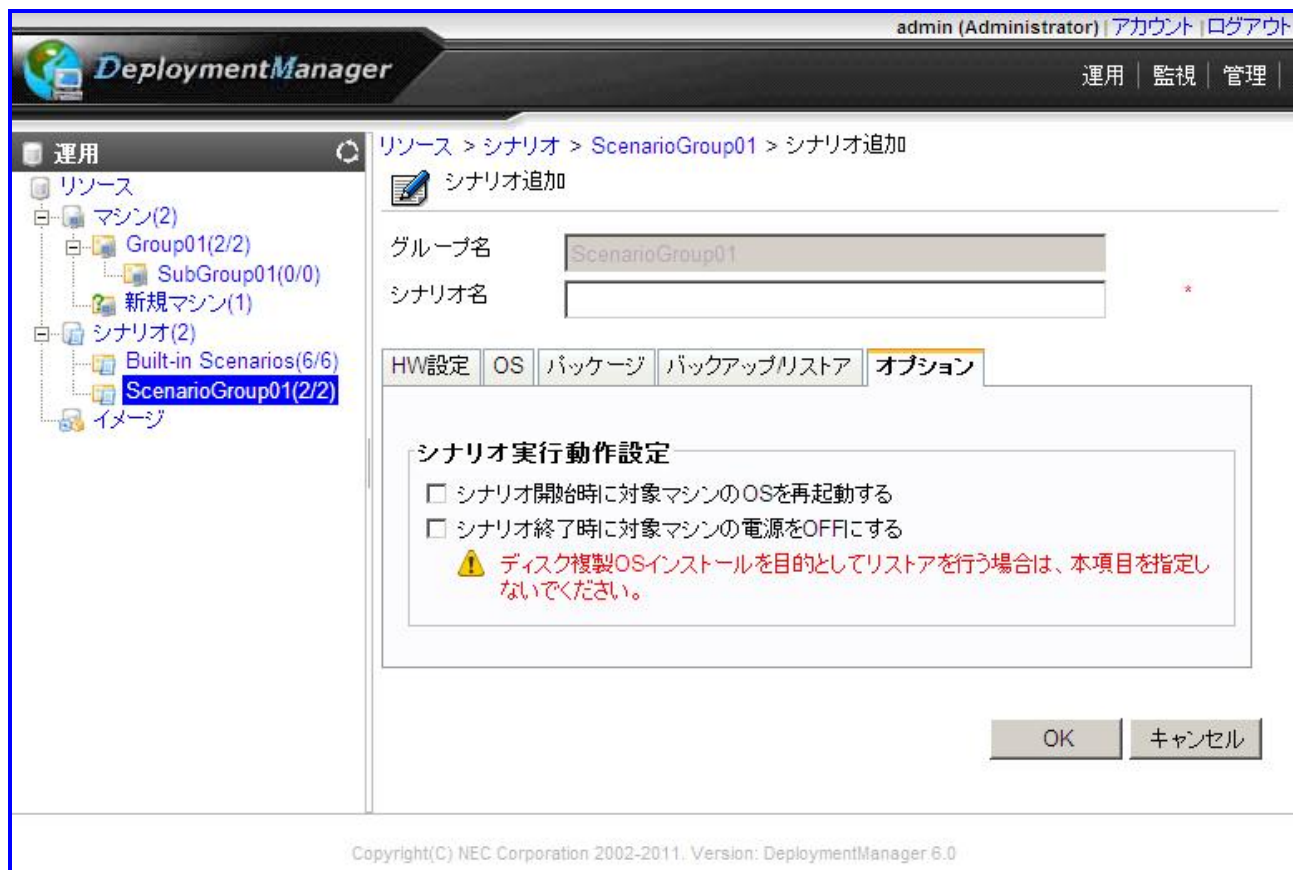 admin (Administrator) | アカウント | ログアウト
DeploymentManager
運用 | 監視 | 管理 |
運用
リソース
マシン(2)
Group01(2/2)
SubGroup01(0/0)
新規マシン(1)
シナリオ(2)
Built-in Scenarios(6/6)
ScenarioGroup01(2/2)
イメージ
リソース > シナリオ > ScenarioGroup01 > シナリオ追加
シナリオ追加
グループ名 ScenarioGroup01
シナリオ名 *
HW設定 OS パッケージ バックアップ/リストア オプション
シナリオ実行動作設定
シナリオ開始時に対象マシンのOSを再起動する
シナリオ終了時に対象マシンの電源をOFFにする
ディスク複製OSインストールを目的としてリストアを行う場合は、本項目を指定し
ないでください。
OK キャンセル
Copyright(C) NEC Corporation 2002-2011. Version: DeploymentManager 6.0